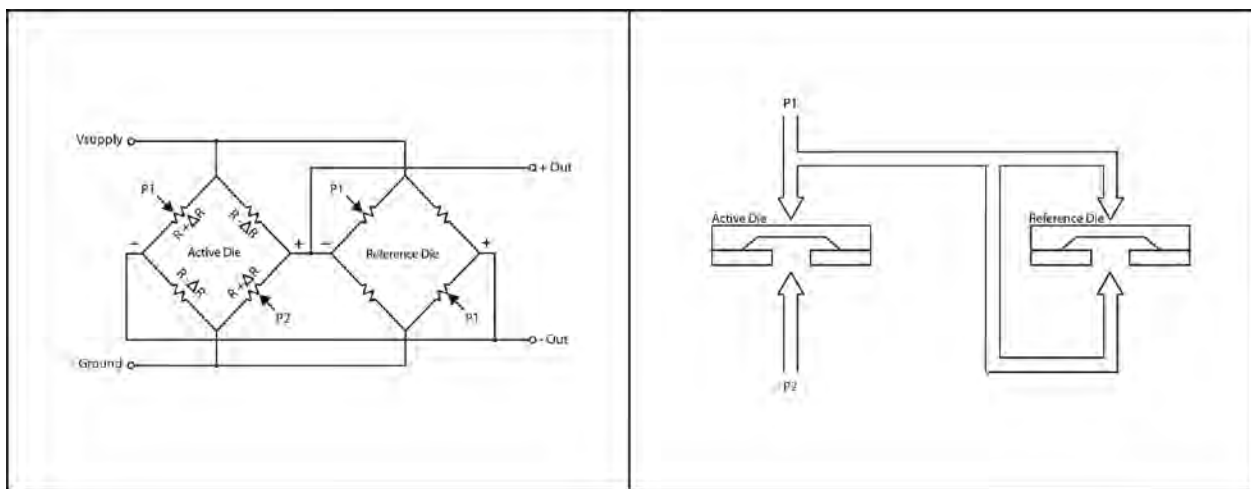 Vsupply
+ Out
P1
P1
R+ΔR
R-ΔR
-
Active Die
+
-
Reference Die
+
R-ΔR
R+ΔR
P2
P1
- Out
Ground
P1
Active Die
Reference Die
P2